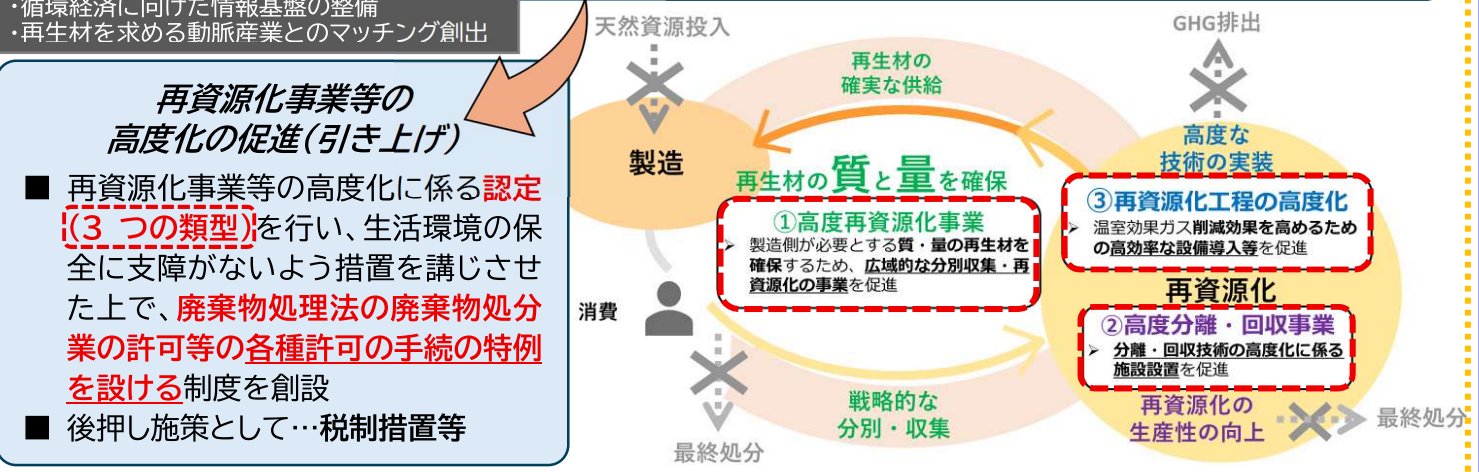 ・循環経済に向けた情報基盤の整備
・再生材を求める動脈産業とのマッチング創出
再資源化事業等の
高度化の促進(引き上げ)
■ 再資源化事業等の高度化に係る認定
(3 つの類型)を行い、生活環境の保
全に支障がないよう措置を講じさせ
た上で、廃棄物処理法の廃棄物処分
業の許可等の各種許可の手続の特例
を設ける制度を創設
■ 後押し施策として…税制措置等
天然資源投入
GHG排出
再生材の
確実な供給
製造
再生材の質と量を確保
①高度再資源化事業
➢ 製造側が必要とする質・量の再生材を
確保するため、広域的な分別収集・再
資源化の事業を促進
高度な
技術の実装
③再資源化工程の高度化
➢ 温室効果ガス削減効果を高めるため
の高効率な設備導入等を促進
再資源化
②高度分離・回収事業
➢ 分離・回収技術の高度化に係る
施設設置を促進
再資源化の
生産性の向上
最終処分
消費
戦略的な
分別・収集
最終処分